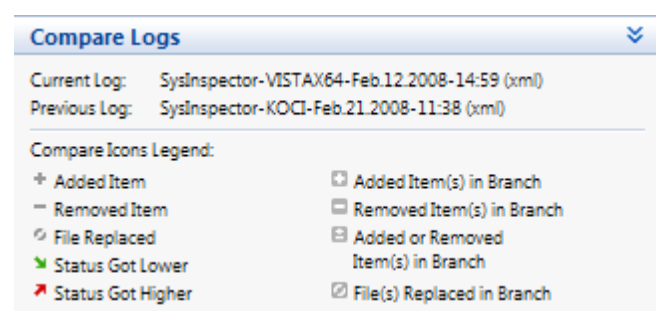 Compare Logs
Current Log: SysInspector-VISTAX64-Feb.12.2008-14:59 (xml)
Previous Log: SysInspector-KOCI-Feb.21.2008-11:38 (xml)
Compare Icons Legend:
Added Item
Removed Item
File Replaced
Status Got Lower
Status Got Higher
Added Item(s) in Branch
Removed Item(s) in Branch
Added or Removed
Item(s) in Branch
File(s) Replaced in Branch